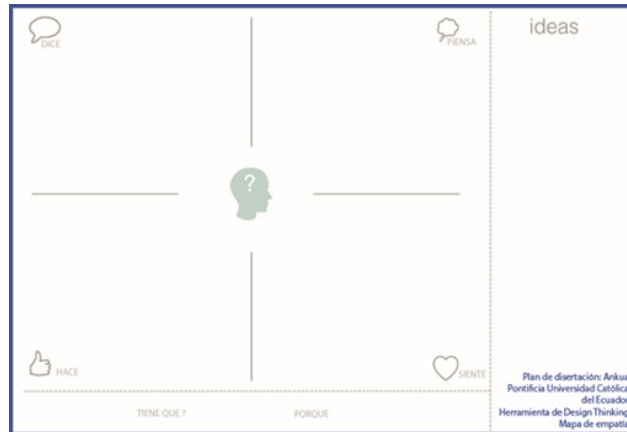 DICE
PIENSA
ideas
?
HACE
SIENTE
TIENE QUE ?
PORQUE
Plan de disertación: Ankua
Pontificia Universidad Católica
del Ecuador
Herramienta de Design Thinking
Mapa de empatía